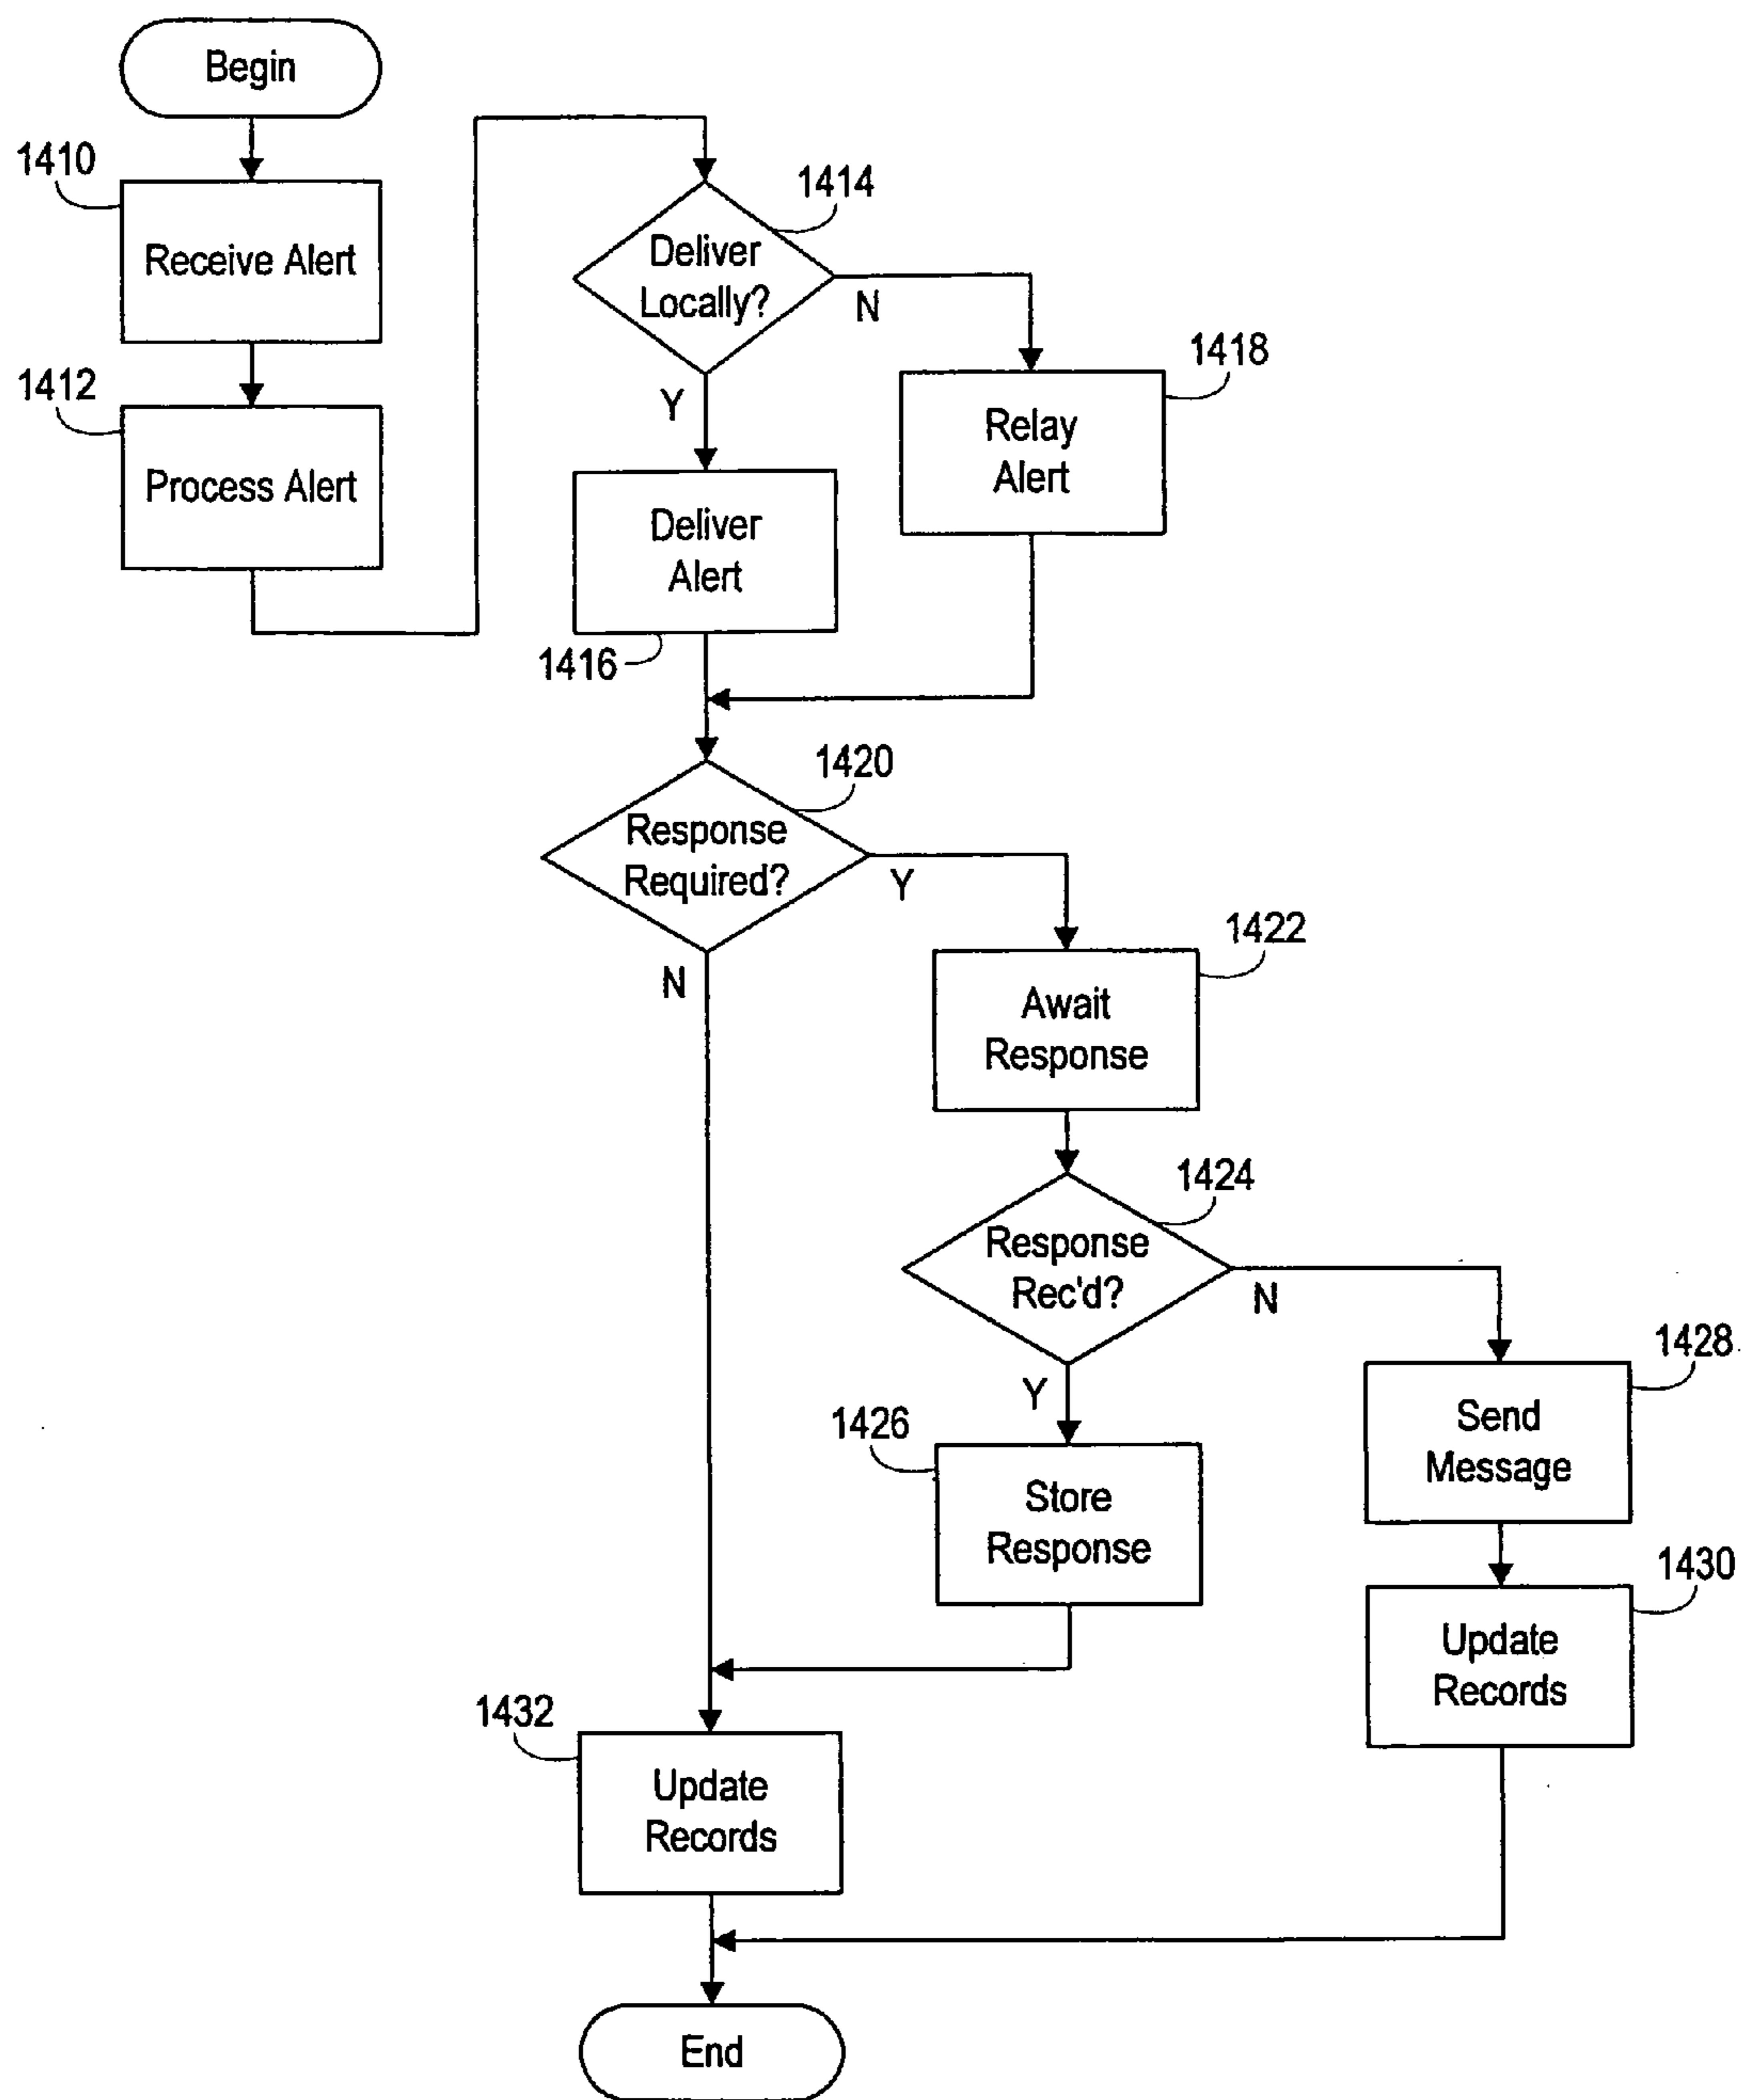 Begin
1410
Receive Alert
1412
Process Alert
1414
Deliver
Locally?
N
Y
1418
Relay
Alert
Deliver
Alert
1416
1420
Response
Required?
Y
N
1422
Await
Response
1424
Response
Rec'd?
N
Y
1428
Send
Message
1426
Store
Response
1430
Update
Records
1432
Update
Records
End